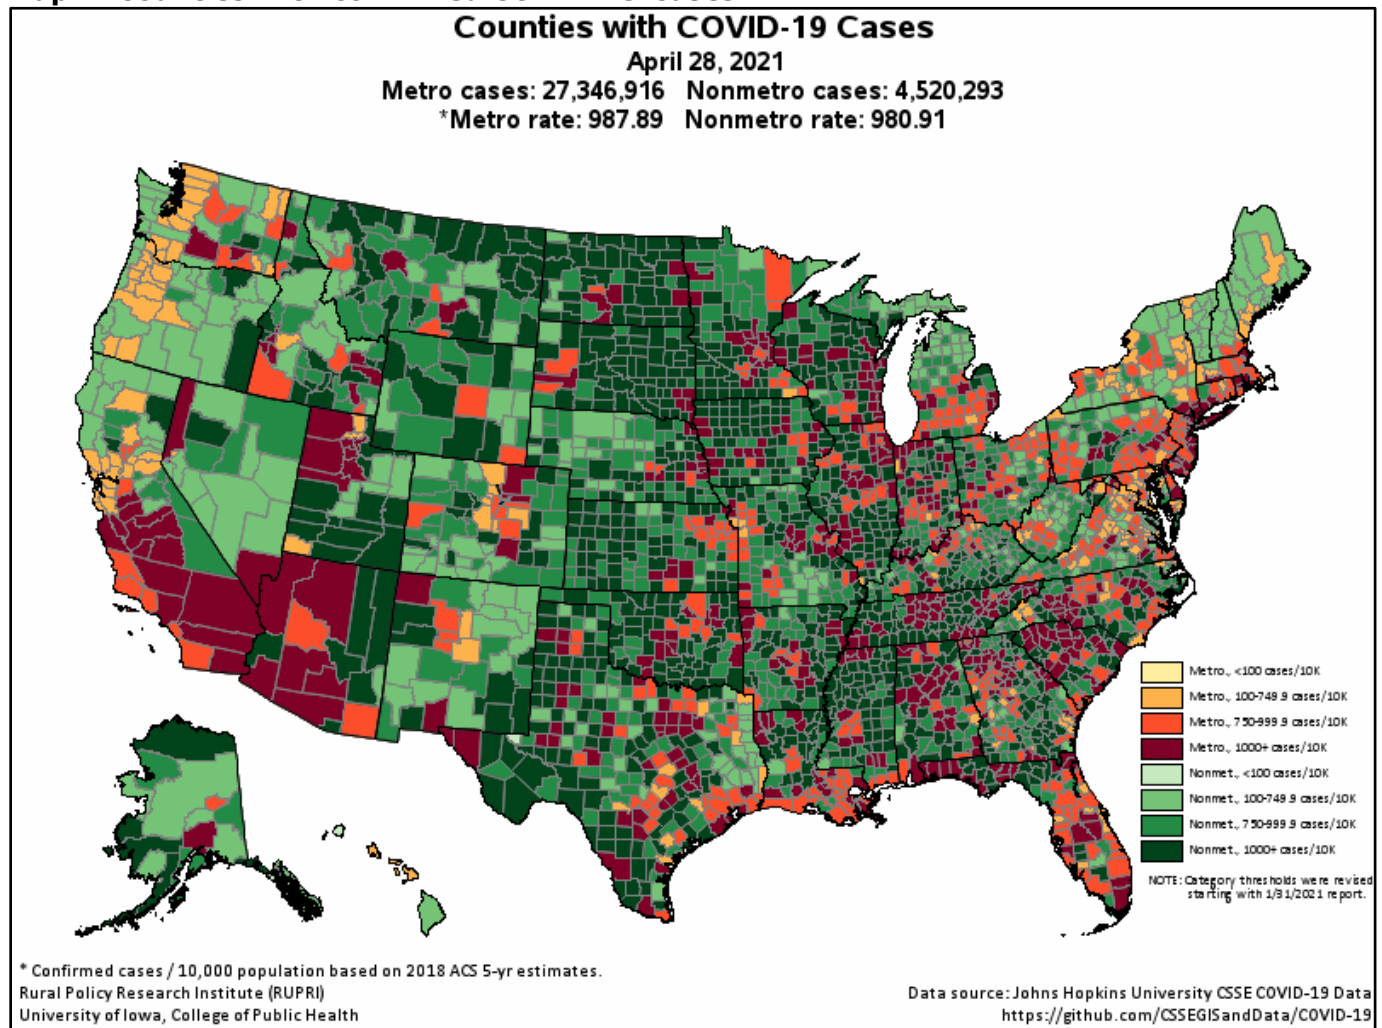 Counties with COVID-19 Cases
April 28, 2021
Metro cases: 27,346,916 Nonmetro cases: 4,520,293
*Metro rate: 987.89 Nonmetro rate: 980.91
Metro., <100 cases/10K
Metro., 100-749.9 cases/10K
Metro., 750-999.9 cases/10K
Metro., 1000+ cases/10K
Nonmet., <100 cases/10K
Nonmet., 100-749.9 cases/10K
Nonmet., 750-999.9 cases/10K
Nonmet., 1000+ cases/10K
NOTE: Category thresholds were revised
starting with 1/31/2021 report.
* Confirmed cases / 10,000 population based on 2018 ACS 5-yr estimates.
Rural Policy Research Institute (RUPRI)
University of Iowa, College of Public Health
Data source: Johns Hopkins University CSSE COVID-19 Data
https://github.com/CSSEGISandData/COVID-19